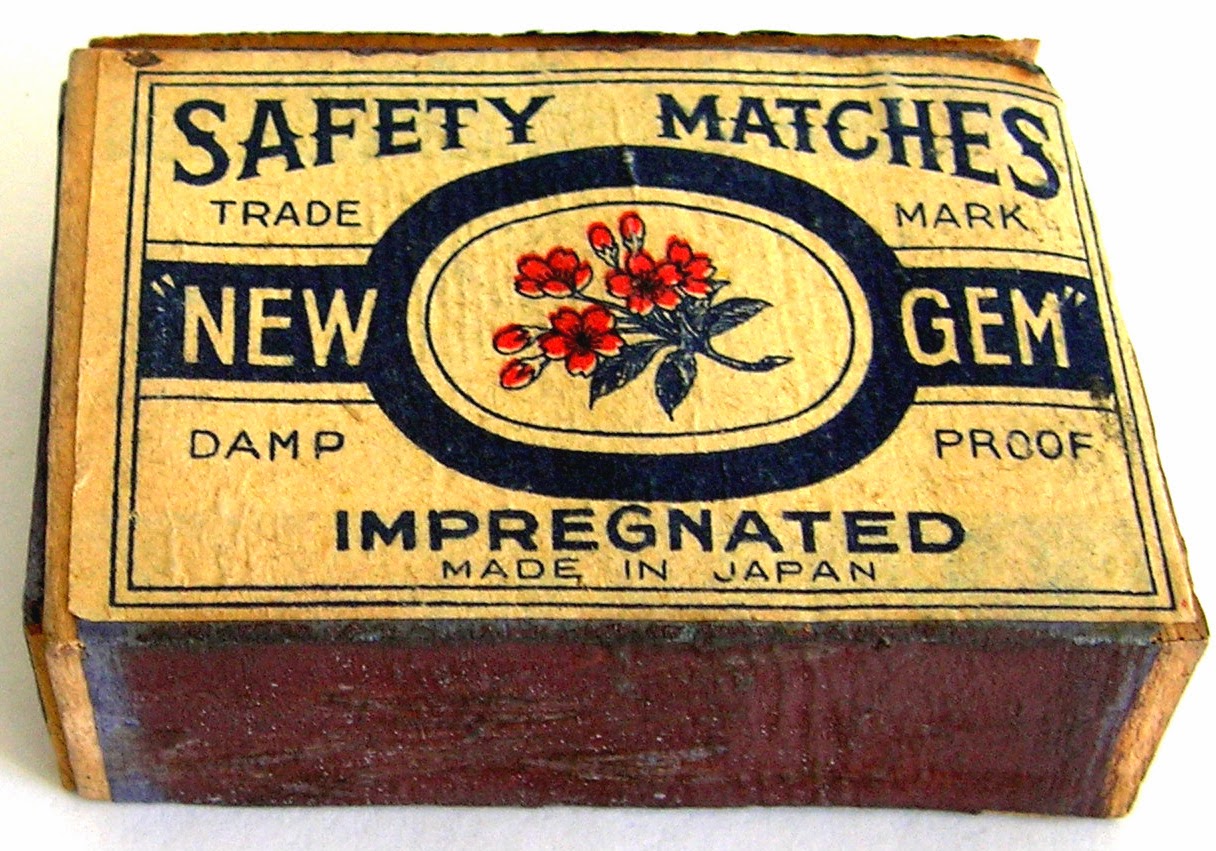 SAFETY MATCHES
TRADE MARK
"NEW GEM"
DAMP PROOF
IMPREGNATED
MADE IN JAPAN